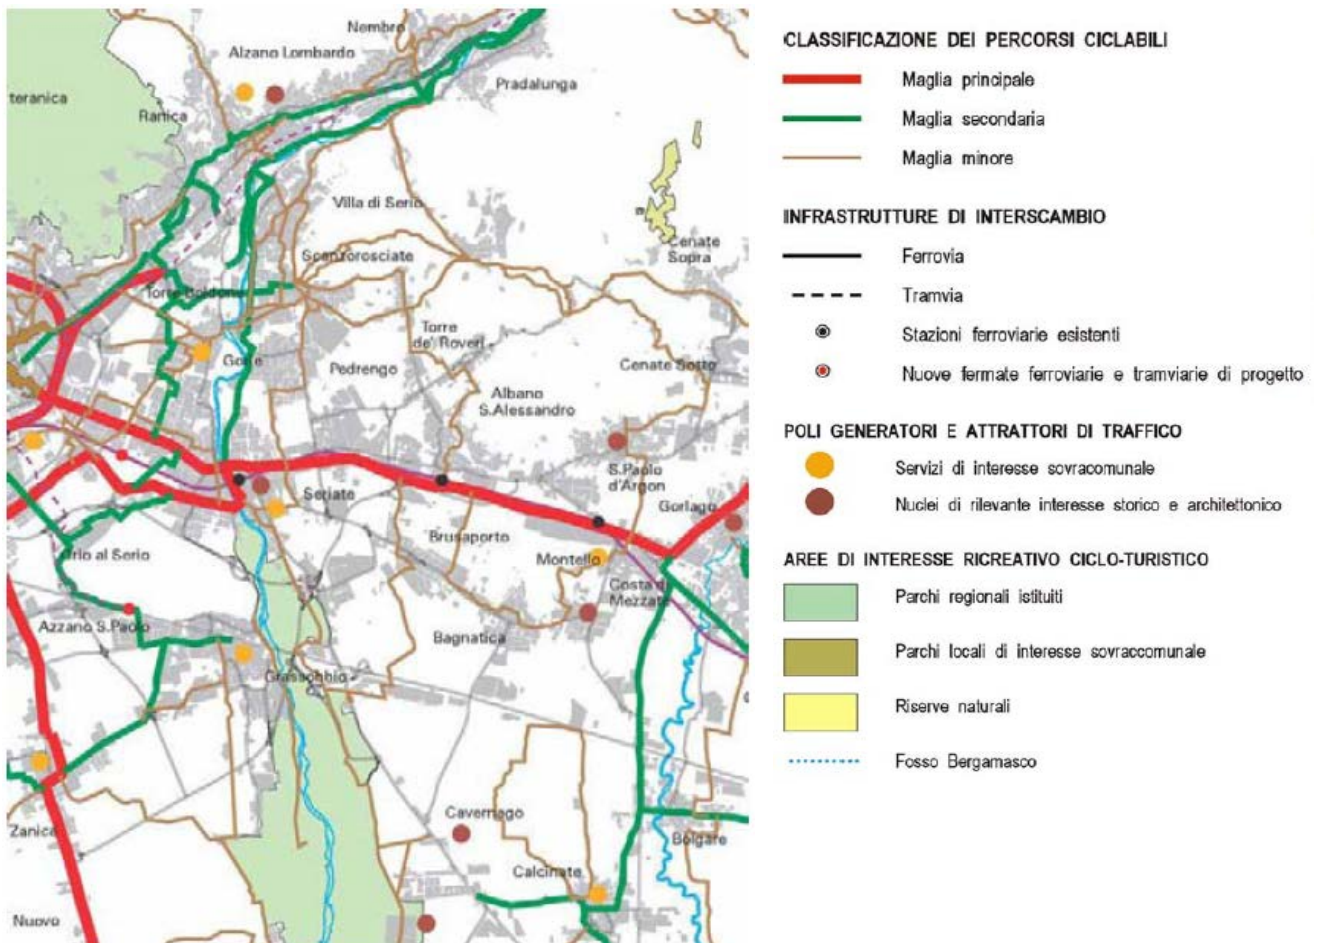 Nembro
Alzano Lombardo
Pradalunga
teranica
Ranica
Villa di Serio
Cenate
Sopra
Scanzorosciate
Torre Boldone
Torre
de' Roveri
Gorle
Pedrengo
Cenate Sotto
Albano
S.Alessandro
S.Paolo
d'Argon
Seriate
Gorlago
Brusaporto
Orio al Serio
Montello
Costa di
Mezzate
Azzano S.Paolo
Bagnatica
Grassobbio
Cavernago
Zanica
Bolgare
Calcinate
Nuovo
CLASSIFICAZIONE DEI PERCORSI CICLABILI
Maglia principale
Maglia secondaria
Maglia minore
INFRASTRUTTURE DI INTERSCAMBIO
Ferrovia
Tramvia
Stazioni ferroviarie esistenti
Nuove fermate ferroviarie e tramviarie di progetto
POLI GENERATORI E ATTRATTORI DI TRAFFICO
Servizi di interesse sovracomunale
Nuclei di rilevante interesse storico e architettonico
AREE DI INTERESSE RICREATIVO CICLO-TURISTICO
Parchi regionali istituiti
Parchi locali di interesse sovraccomunale
Riserve naturali
Fosso Bergamasco